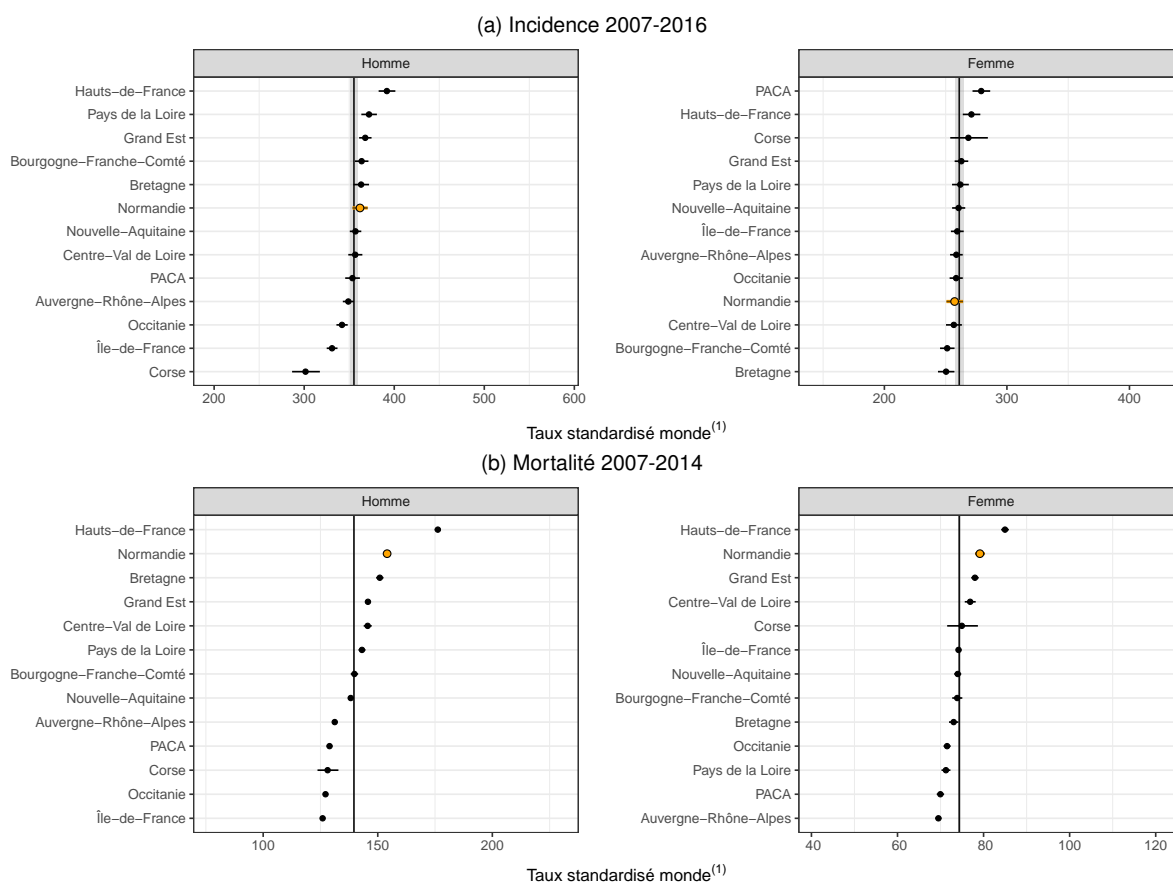 (a) Incidence 2007-2016
Homme
Hauts−de−France
Pays de la Loire
Grand Est
Bourgogne−Franche−Comté
Bretagne
Normandie
Nouvelle−Aquitaine
Centre−Val de Loire
PACA
Auvergne−Rhône−Alpes
Occitanie
Île−de−France
Corse
200 300 400 500 600
Femme
PACA
Hauts−de−France
Corse
Grand Est
Pays de la Loire
Nouvelle−Aquitaine
Île−de−France
Auvergne−Rhône−Alpes
Occitanie
Normandie
Centre−Val de Loire
Bourgogne−Franche−Comté
Bretagne
200 300 400
Taux standardisé monde(1)
(b) Mortalité 2007-2014
Homme
Hauts−de−France
Normandie
Bretagne
Grand Est
Centre−Val de Loire
Pays de la Loire
Bourgogne−Franche−Comté
Nouvelle−Aquitaine
Auvergne−Rhône−Alpes
PACA
Corse
Occitanie
Île−de−France
100 150 200
Femme
Hauts−de−France
Normandie
Grand Est
Centre−Val de Loire
Corse
Île−de−France
Nouvelle−Aquitaine
Bourgogne−Franche−Comté
Bretagne
Occitanie
Pays de la Loire
PACA
Auvergne−Rhône−Alpes
40 60 80 100 120
Taux standardisé monde(1)